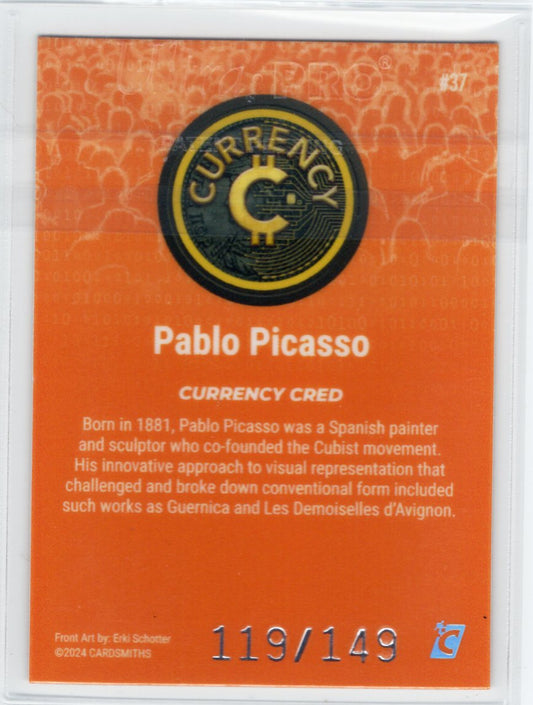 PRO®
#37
CURRENCY
Pablo Picasso
CURRENCY CRED
Born in 1881, Pablo Picasso was a Spanish painter
and sculptor who co-founded the Cubist movement.
His innovative approach to visual representation that
challenged and broke down conventional form included
such works as Guernica and Les Demoiselles d'Avignon.
Front Art by: Erki Schotter
©2024 CARDSMITHS
119/149
C